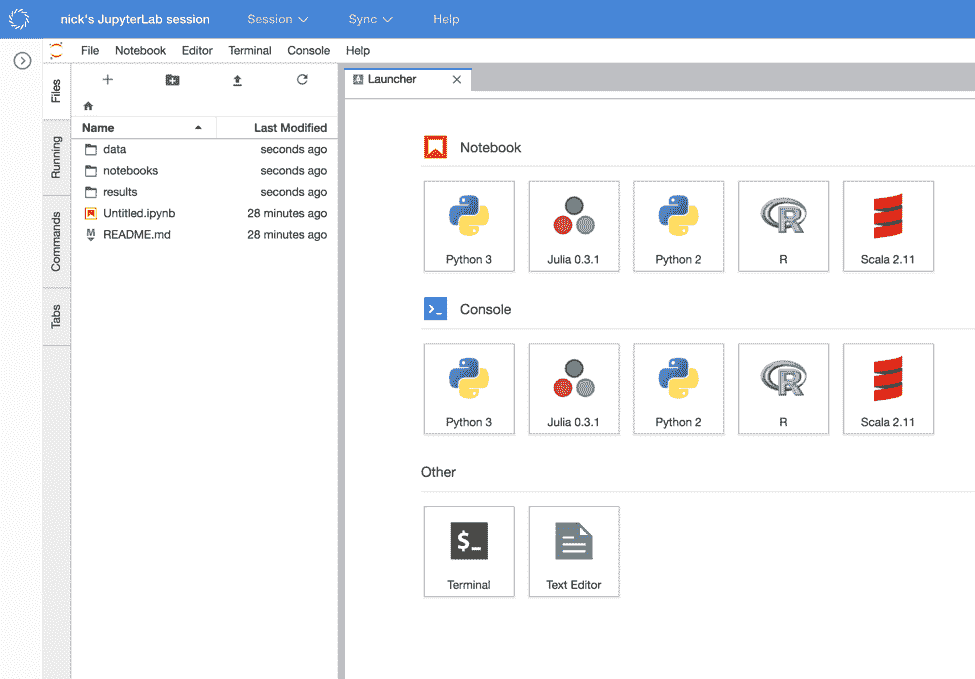 nick's JupyterLab session Session Sync Help
File Notebook Editor Terminal Console Help
Files
Running
Commands
Tabs
Name Last Modified
data seconds ago
notebooks seconds ago
results seconds ago
Untitled.ipynb 28 minutes ago
README.md 28 minutes ago
Launcher
Notebook
Python 3 Julia 0.3.1 Python 2 R Scala 2.11
Console
>_
Python 3 Julia 0.3.1 Python 2 R Scala 2.11
Other
$_
Terminal Text Editor